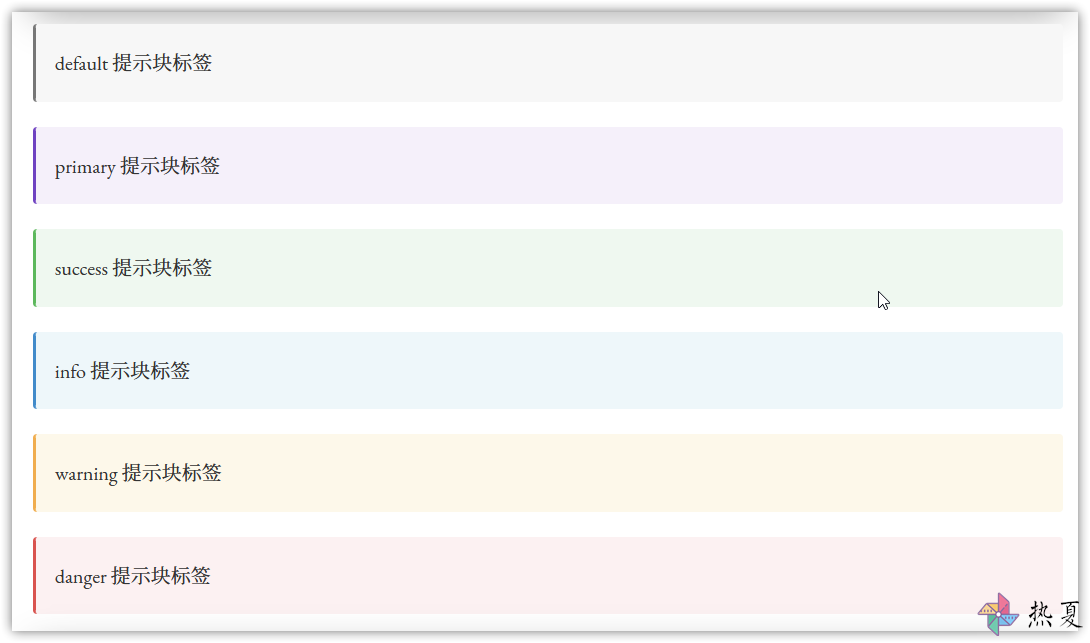 default 提示块标签
primary 提示块标签
success 提示块标签
info 提示块标签
warning 提示块标签
danger 提示块标签
热夏